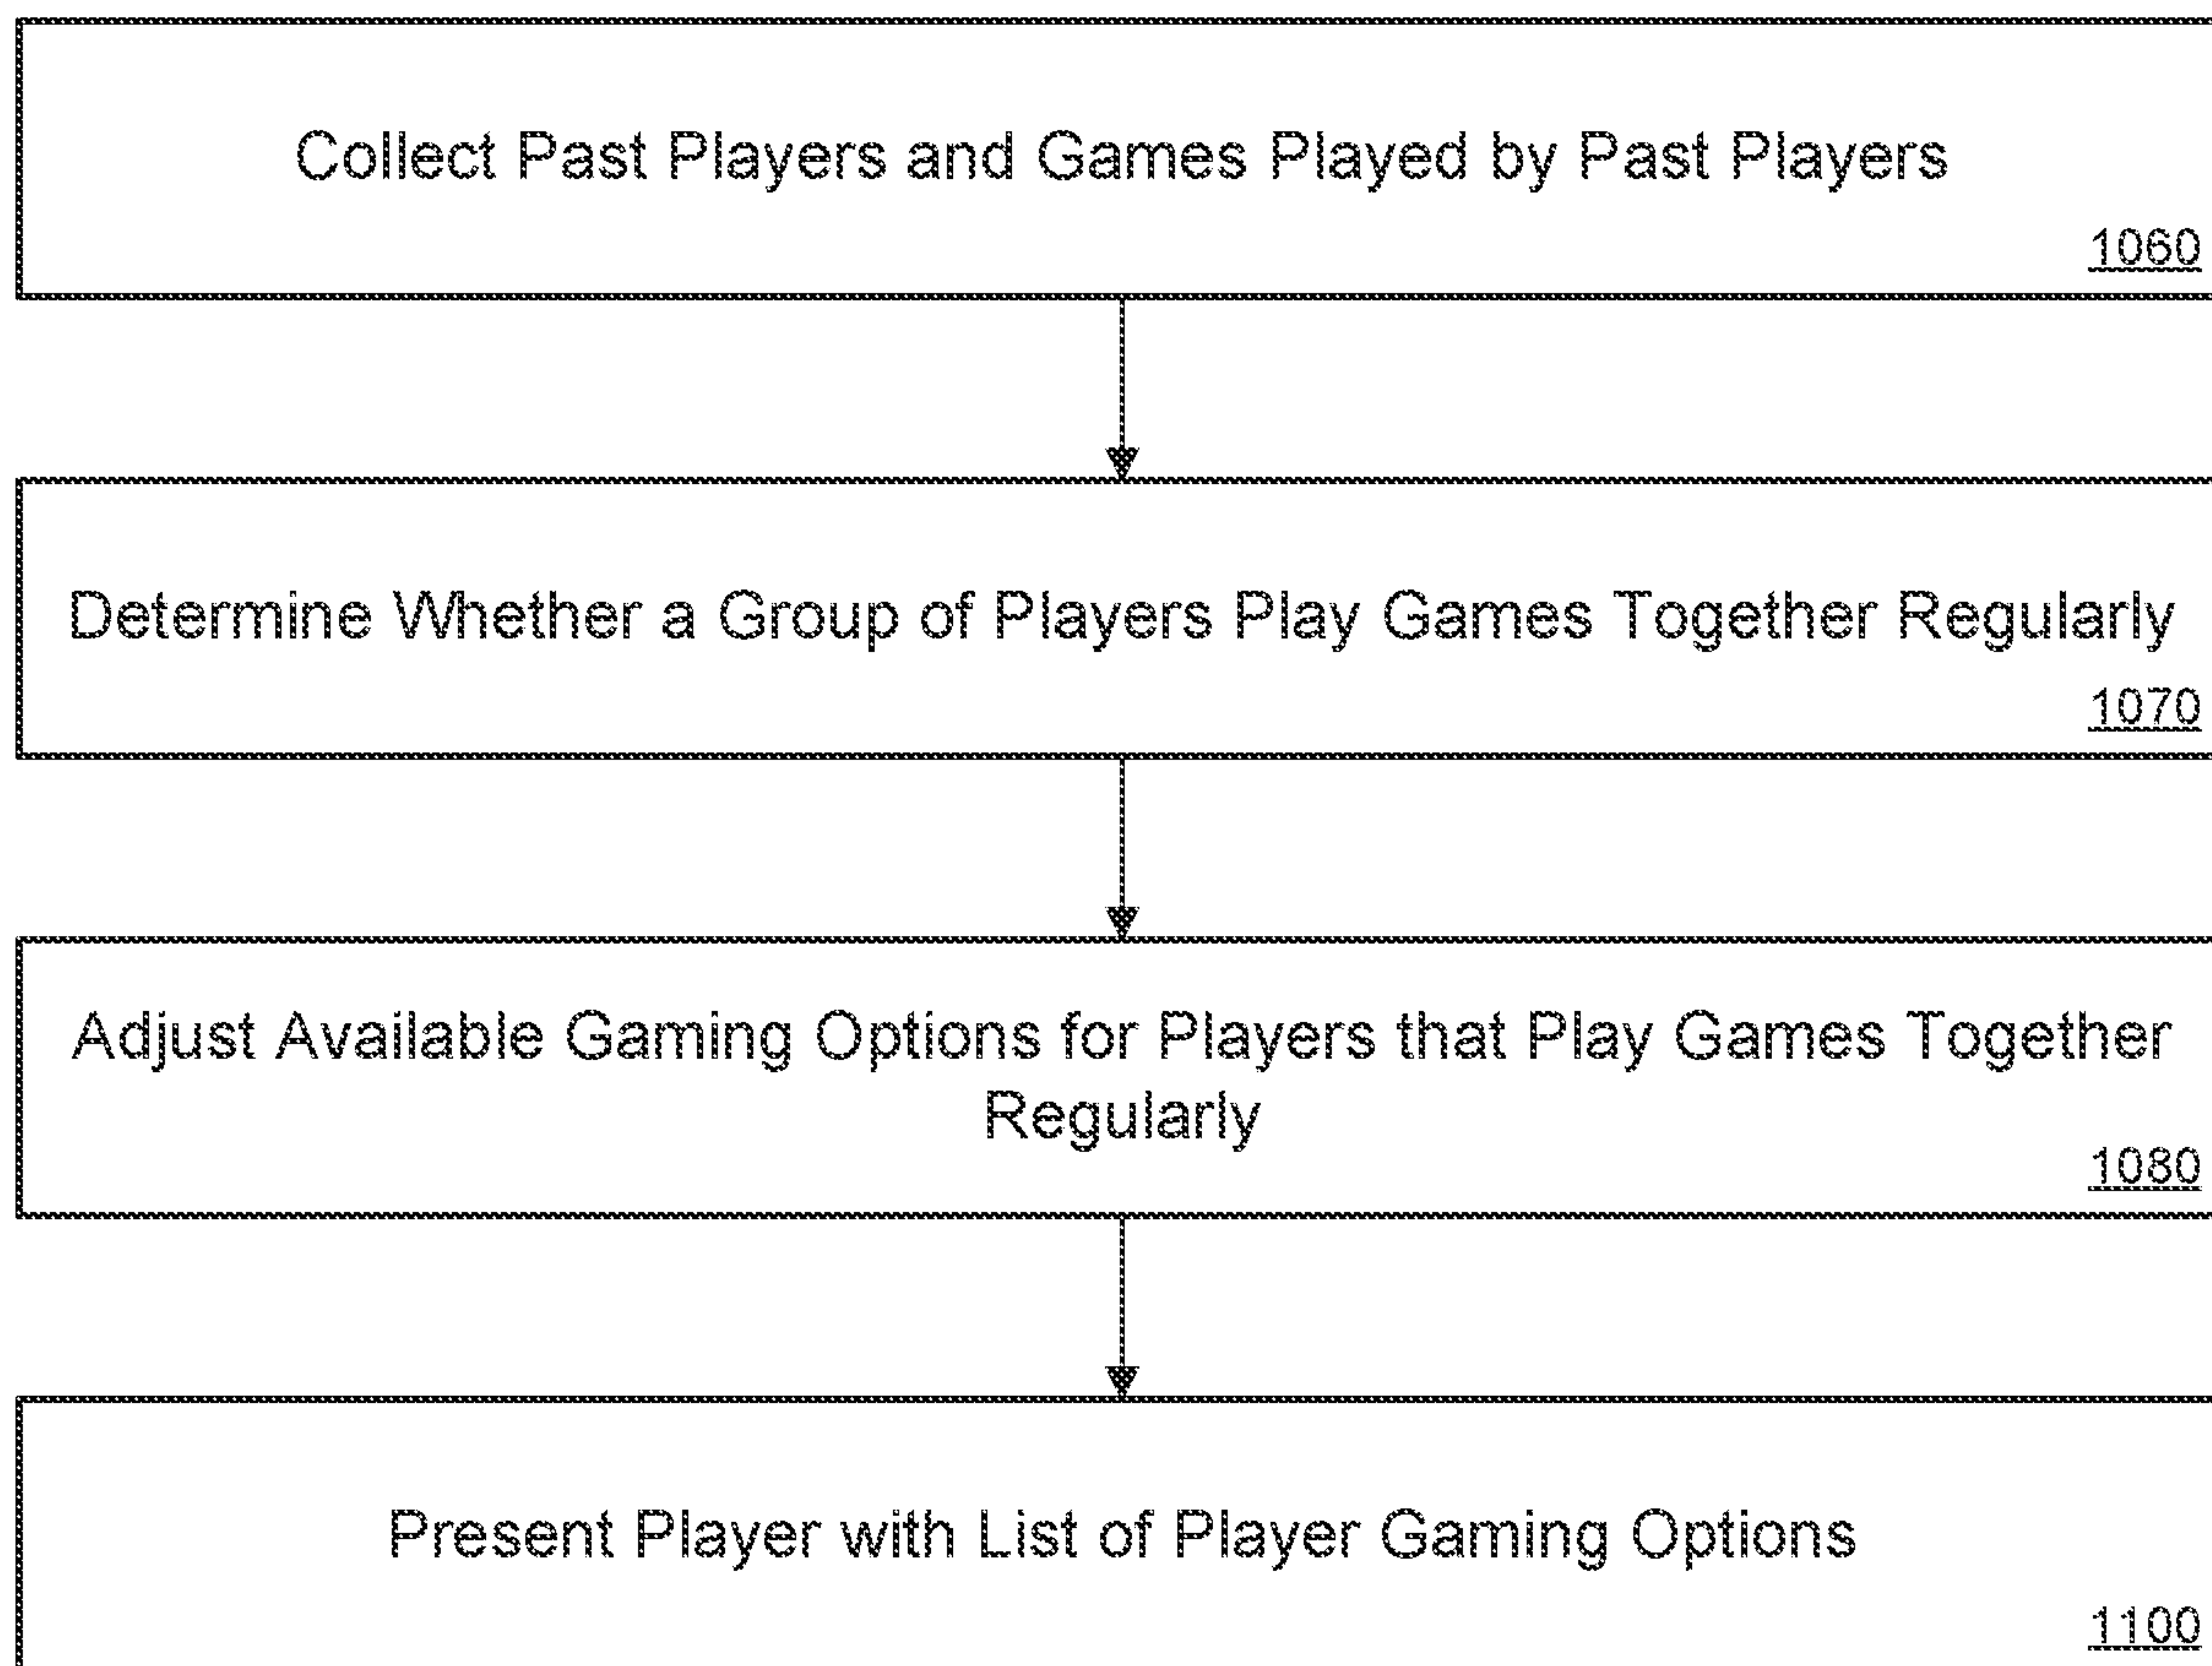 Collect Past Players and Games Played by Past Players
1060
Determine Whether a Group of Players Play Games Together Regularly
1070
Adjust Available Gaming Options for Players that Play Games Together
Regularly
1080
Present Player with List of Player Gaming Options
1100